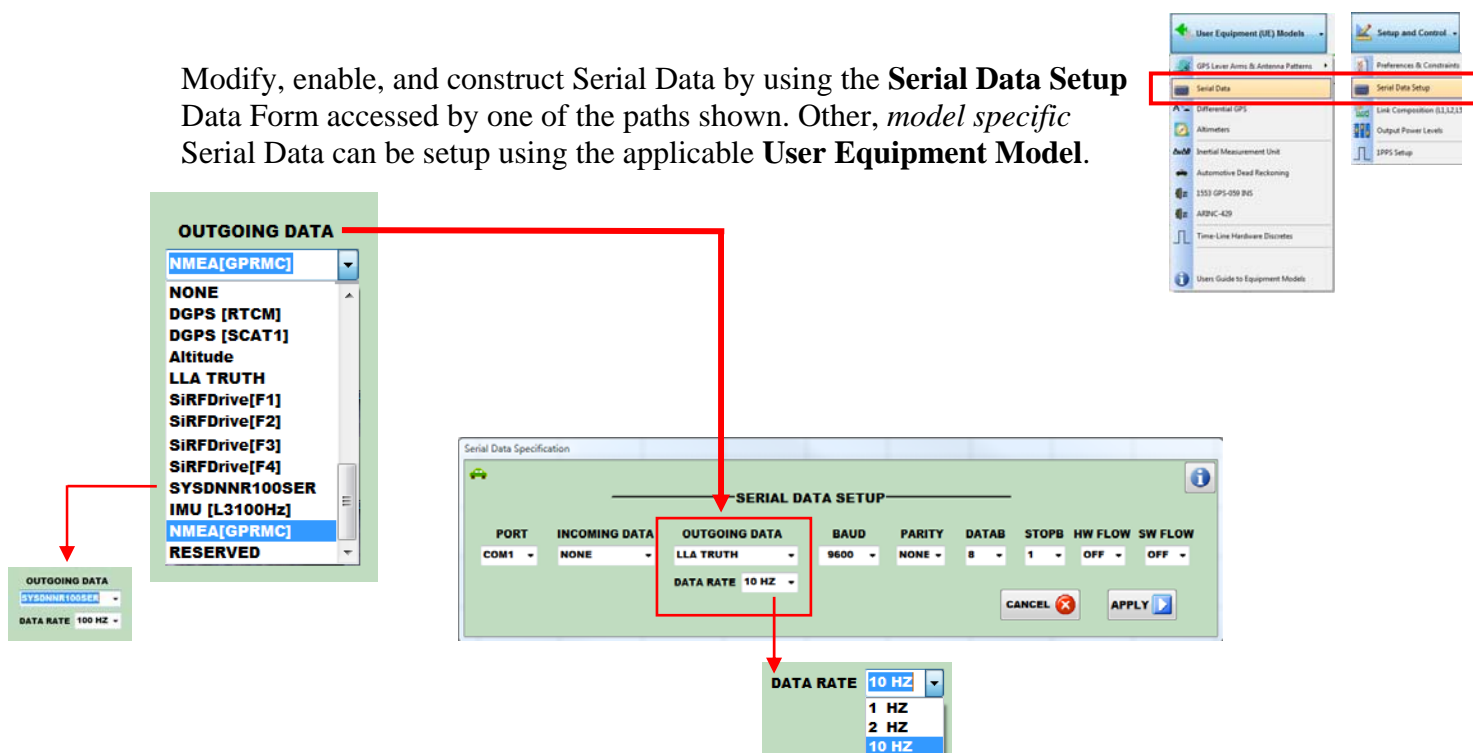 User Equipment (UE) Models
GPS Lever Arms & Antenna Patterns
Serial Data
Differential GPS
Altimeters
Inertial Measurement Unit
Automotive Dead Reckoning
1553 GPS-059 INS
ARINC-429
Time-Line Hardware Discretes
Users Guide to Equipment Models
Setup and Control
Preferences & Constraints
Serial Data Setup
Link Composition (L1,L2,L5
Output Power Levels
1PPS Setup
Modify, enable, and construct Serial Data by using the Serial Data Setup
Data Form accessed by one of the paths shown. Other, model specific
Serial Data can be setup using the applicable User Equipment Model.
OUTGOING DATA
NMEA[GPRMC]
NONE
DGPS [RTCM]
DGPS [SCAT1]
Altitude
LLA TRUTH
SiRFDrive[F1]
SiRFDrive[F2]
SiRFDrive[F3]
SiRFDrive[F4]
SYSDNNR100SER
IMU [L3100Hz]
NMEA[GPRMC]
RESERVED
OUTGOING DATA
SYSDNNR100SER
DATA RATE 100 HZ
Serial Data Specification
SERIAL DATA SETUP
PORT INCOMING DATA OUTGOING DATA BAUD PARITY DATAB STOPB HW FLOW SW FLOW
COM1 NONE LLA TRUTH 9600 NONE 8 1 OFF OFF
DATA RATE 10 HZ
CANCEL APPLY
DATA RATE 10 HZ
1 HZ
2 HZ
10 HZ